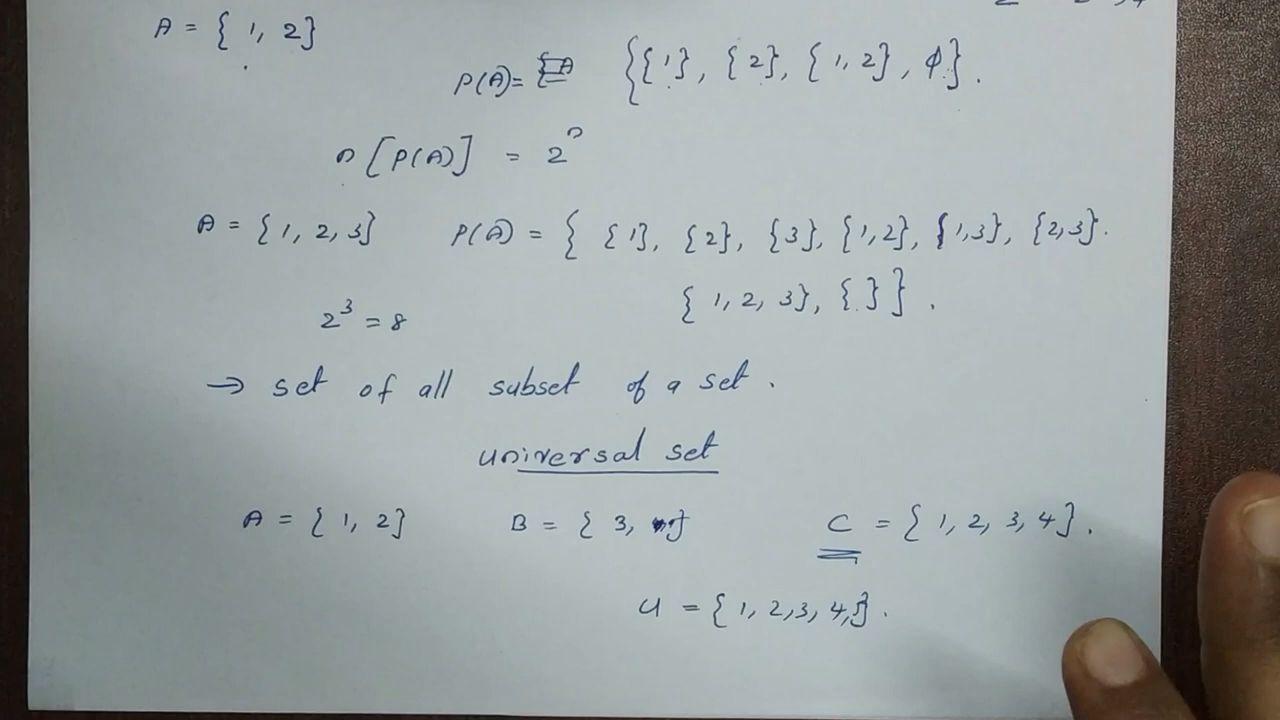 A = { 1, 2}
P(A)= { {1}, {2}, {1, 2}, ϕ}.
n [P(A)] = 2ⁿ
A = {1, 2, 3} P(A) = { {1}, {2}, {3}, {1,2}, {1,3}, {2,3}.
{ 1, 2, 3}, { } } .
2³ = 8
→ set of all subset of a set .
universal set
A = { 1, 2} B = { 3, } C = { 1, 2, 3, 4}.
U = { 1, 2, 3, 4, }.